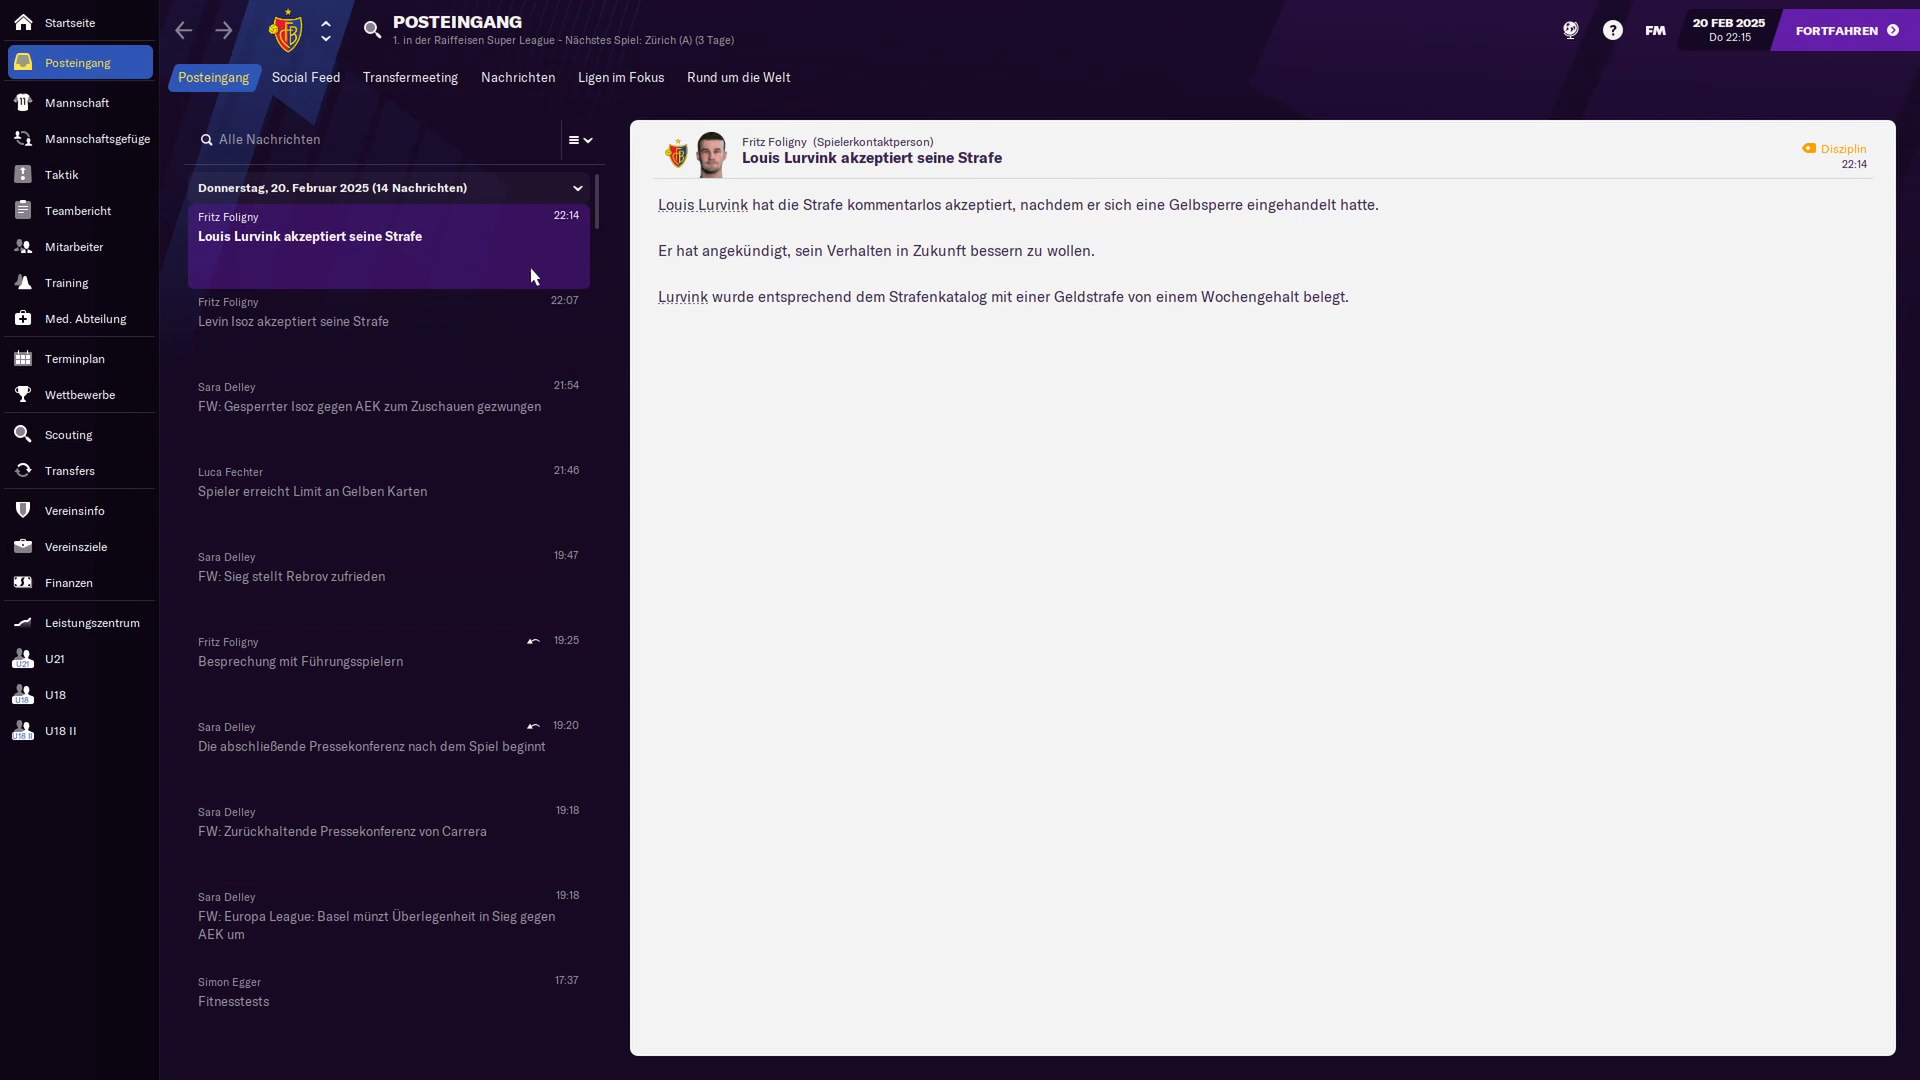 Startseite
Posteingang
Mannschaft
Mannschaftsgefüge
Taktik
Teambericht
Mitarbeiter
Training
Med. Abteilung
Terminplan
Wettbewerbe
Scouting
Transfers
Vereinsinfo
Vereinsziele
Finanzen
Leistungszentrum
U21
U21
U18
U18
U18 II
U18 II
POSTEINGANG
1. in der Raiffeisen Super League - Nächstes Spiel: Zürich (A) (3 Tage)
FM
20 FEB 2025
Do 22:15
FORTFAHREN
Posteingang Social Feed Transfermeeting Nachrichten Ligen im Fokus Rund um die Welt
Alle Nachrichten
Donnerstag, 20. Februar 2025 (14 Nachrichten)
Fritz Foligny 22:14
Louis Lurvink akzeptiert seine Strafe
Fritz Foligny 22:07
Levin Isoz akzeptiert seine Strafe
Sara Delley 21:54
FW: Gesperrter Isoz gegen AEK zum Zuschauen gezwungen
Luca Fechter 21:46
Spieler erreicht Limit an Gelben Karten
Sara Delley 19:47
FW: Sieg stellt Rebrov zufrieden
Fritz Foligny 19:25
Besprechung mit Führungsspielern
Sara Delley 19:20
Die abschließende Pressekonferenz nach dem Spiel beginnt
Sara Delley 19:18
FW: Zurückhaltende Pressekonferenz von Carrera
Sara Delley 19:18
FW: Europa League: Basel münzt Überlegenheit in Sieg gegen
AEK um
Simon Egger 17:37
Fitnesstests
Fritz Foligny (Spielerkontaktperson)
Louis Lurvink akzeptiert seine Strafe
Disziplin
22:14
Louis Lurvink hat die Strafe kommentarlos akzeptiert, nachdem er sich eine Gelbsperre eingehandelt hatte.
Er hat angekündigt, sein Verhalten in Zukunft bessern zu wollen.
Lurvink wurde entsprechend dem Strafenkatalog mit einer Geldstrafe von einem Wochengehalt belegt.